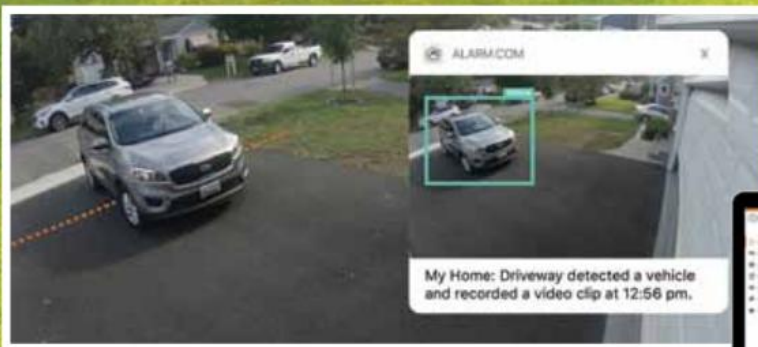 ALARM.COM X
My Home: Driveway detected a vehicle
and recorded a video clip at 12:56 pm.